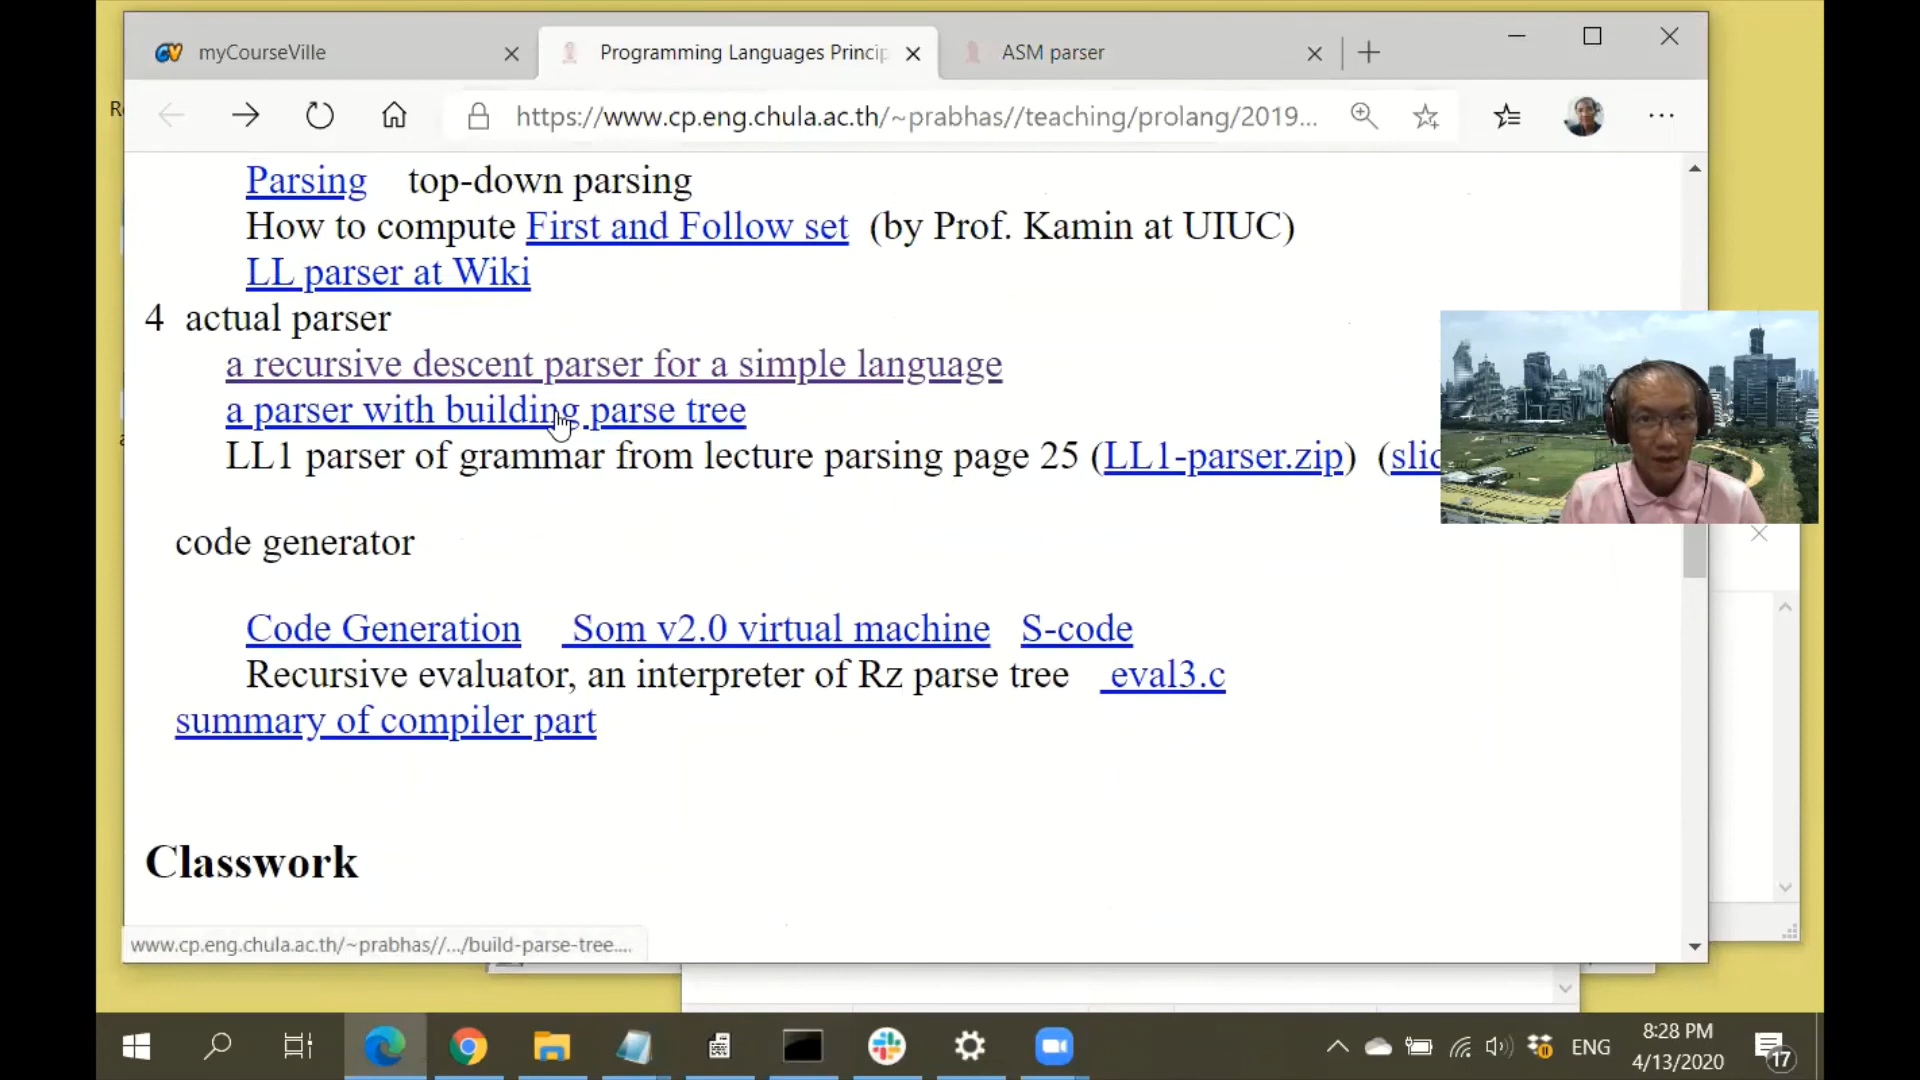 myCourseVille
Programming Languages Princip
ASM parser
https://www.cp.eng.chula.ac.th/~prabhas//teaching/prolang/2019...
Parsing top-down parsing
How to compute First and Follow set (by Prof. Kamin at UIUC)
LL parser at Wiki
4 actual parser
a recursive descent parser for a simple language
a parser with building parse tree
LL1 parser of grammar from lecture parsing page 25 (LL1-parser.zip) (slid
code generator
Code Generation Som v2.0 virtual machine S-code
Recursive evaluator, an interpreter of Rz parse tree eval3.c
summary of compiler part
Classwork
www.cp.eng.chula.ac.th/~prabhas//.../build-parse-tree....
ENG
8:28 PM
4/13/2020
17